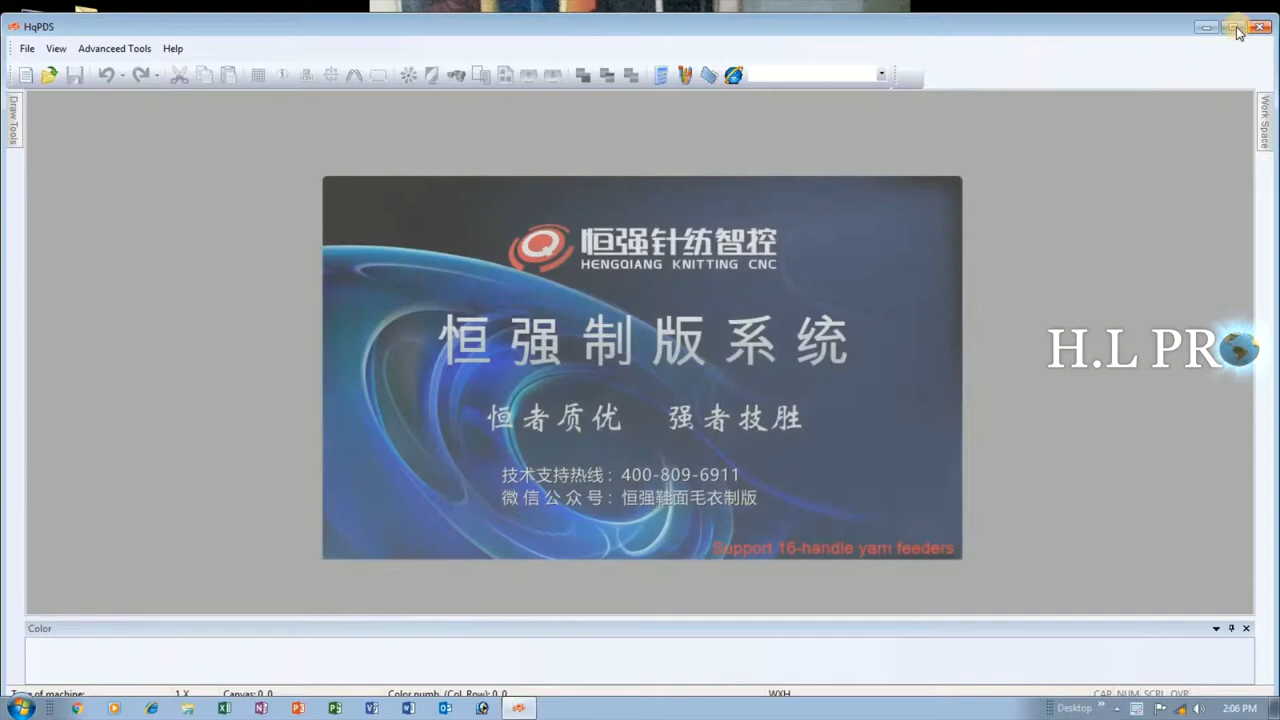 HqPDS
File View Advanceed Tools Help
Draw Tools
Work Space
恒强针纺智控
HENGQIANG KNITTING CNC
恒强制版系统
恒者质优 强者技胜
技术支持热线：400-809-6911
微信公众号：恒强鞋面毛衣制版
Support 16-handle yarn feeders
H.L PR
Color
Type of machine: 1 X Canvas: 0, 0 Color numb. (Col, Row): 0, 0 WXH CAP NUM SCRL OVR
Desktop 2:06 PM